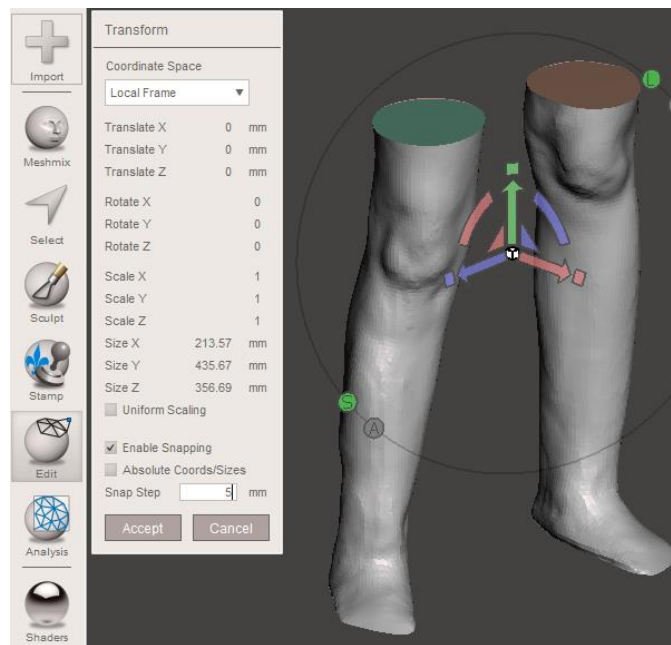 Import
Meshmix
Select
Sculpt
Stamp
Edit
Analysis
Shaders
Transform
Coordinate Space
Local Frame
Translate X 0 mm
Translate Y 0 mm
Translate Z 0 mm
Rotate X 0
Rotate Y 0
Rotate Z 0
Scale X 1
Scale Y 1
Scale Z 1
Size X 213.57 mm
Size Y 435.67 mm
Size Z 356.69 mm
Uniform Scaling
Enable Snapping
Absolute Coords/Sizes
Snap Step 5 mm
Accept Cancel
L
S
A